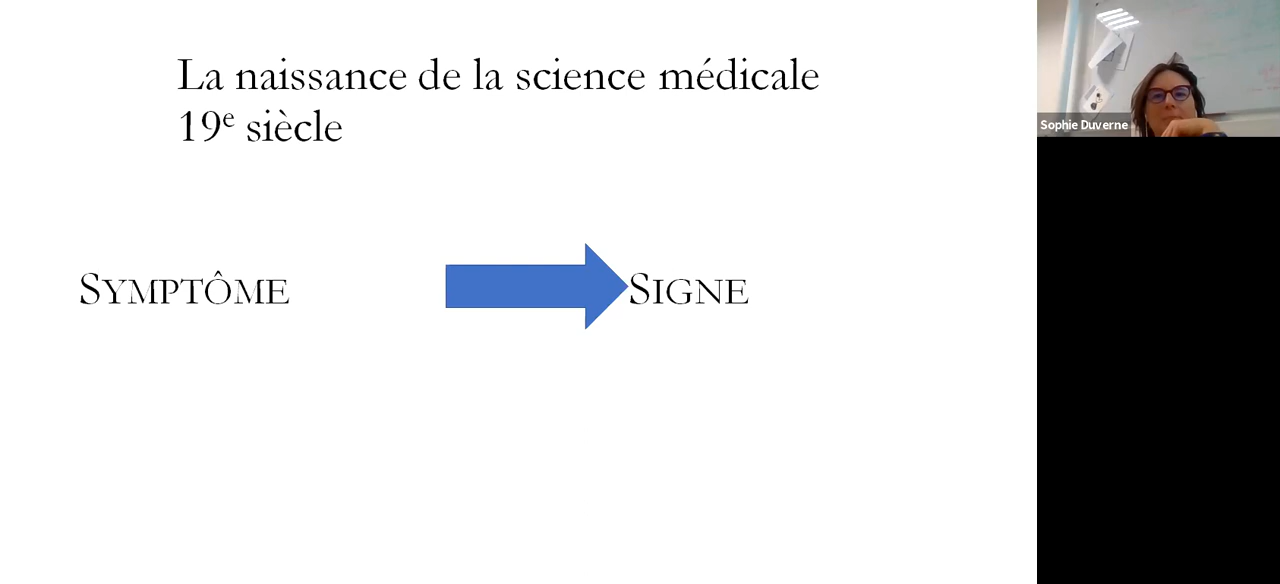 La naissance de la science médicale
19e siècle
SYMPTÔME
SIGNE
Sophie Duverne